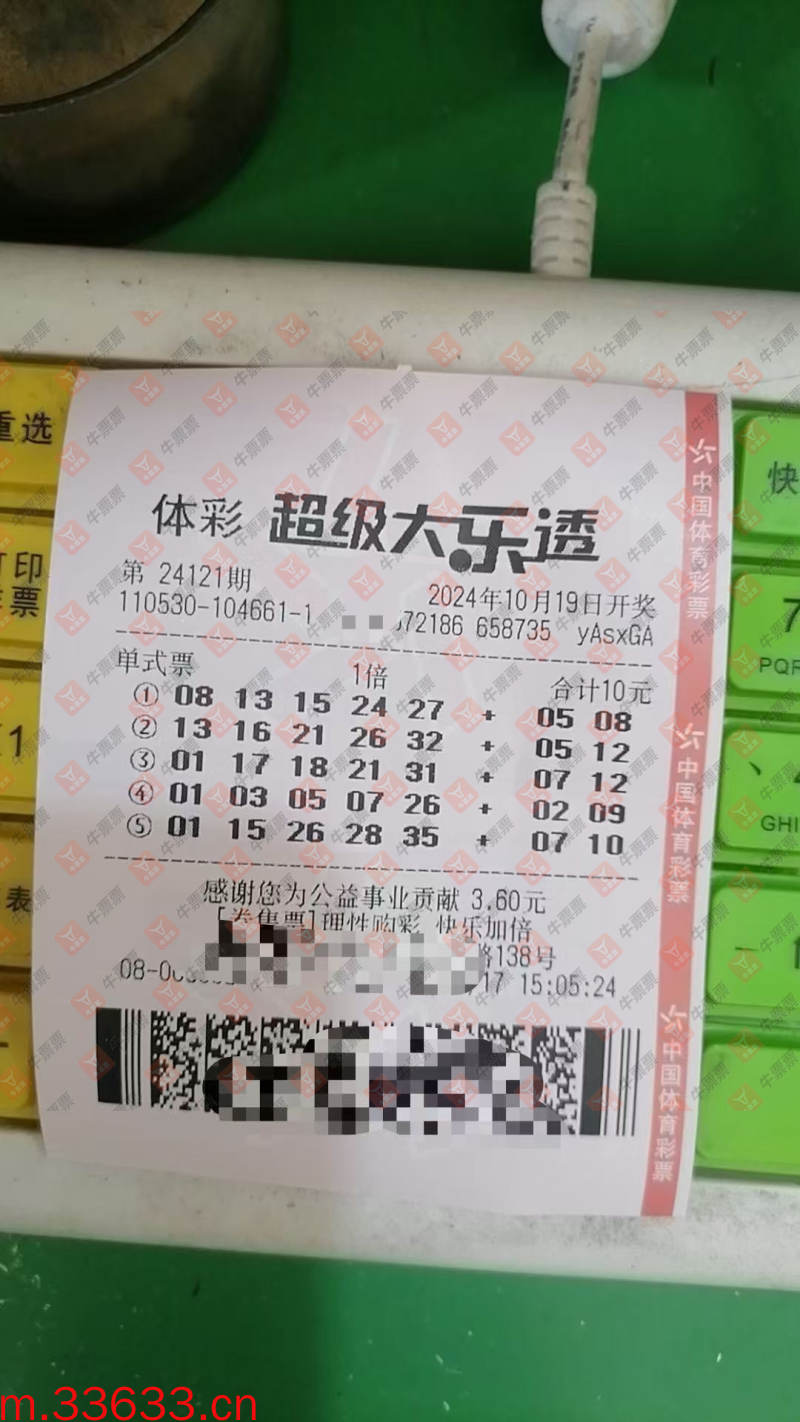 重选
打印
票
1
表
快
7
PQR
GHI
体彩 超级大乐透
第 24121期
2024年10月19日开奖
110530-104661-1
72186 658735 yAsxGA
单式票 1倍 合计10元
① 08 13 15 24 27 + 05 08
② 13 16 21 26 32 + 05 12
③ 01 17 18 21 31 + 07 12
④ 01 03 05 07 26 + 02 09
⑤ 01 15 26 28 35 + 07 10
感谢您为公益事业贡献 3.60元
理性购彩 快乐加倍
路138号
17 15:05:24
中国体育彩票
中国体育彩票
中国体育彩票
牛票票
m.33633.cn